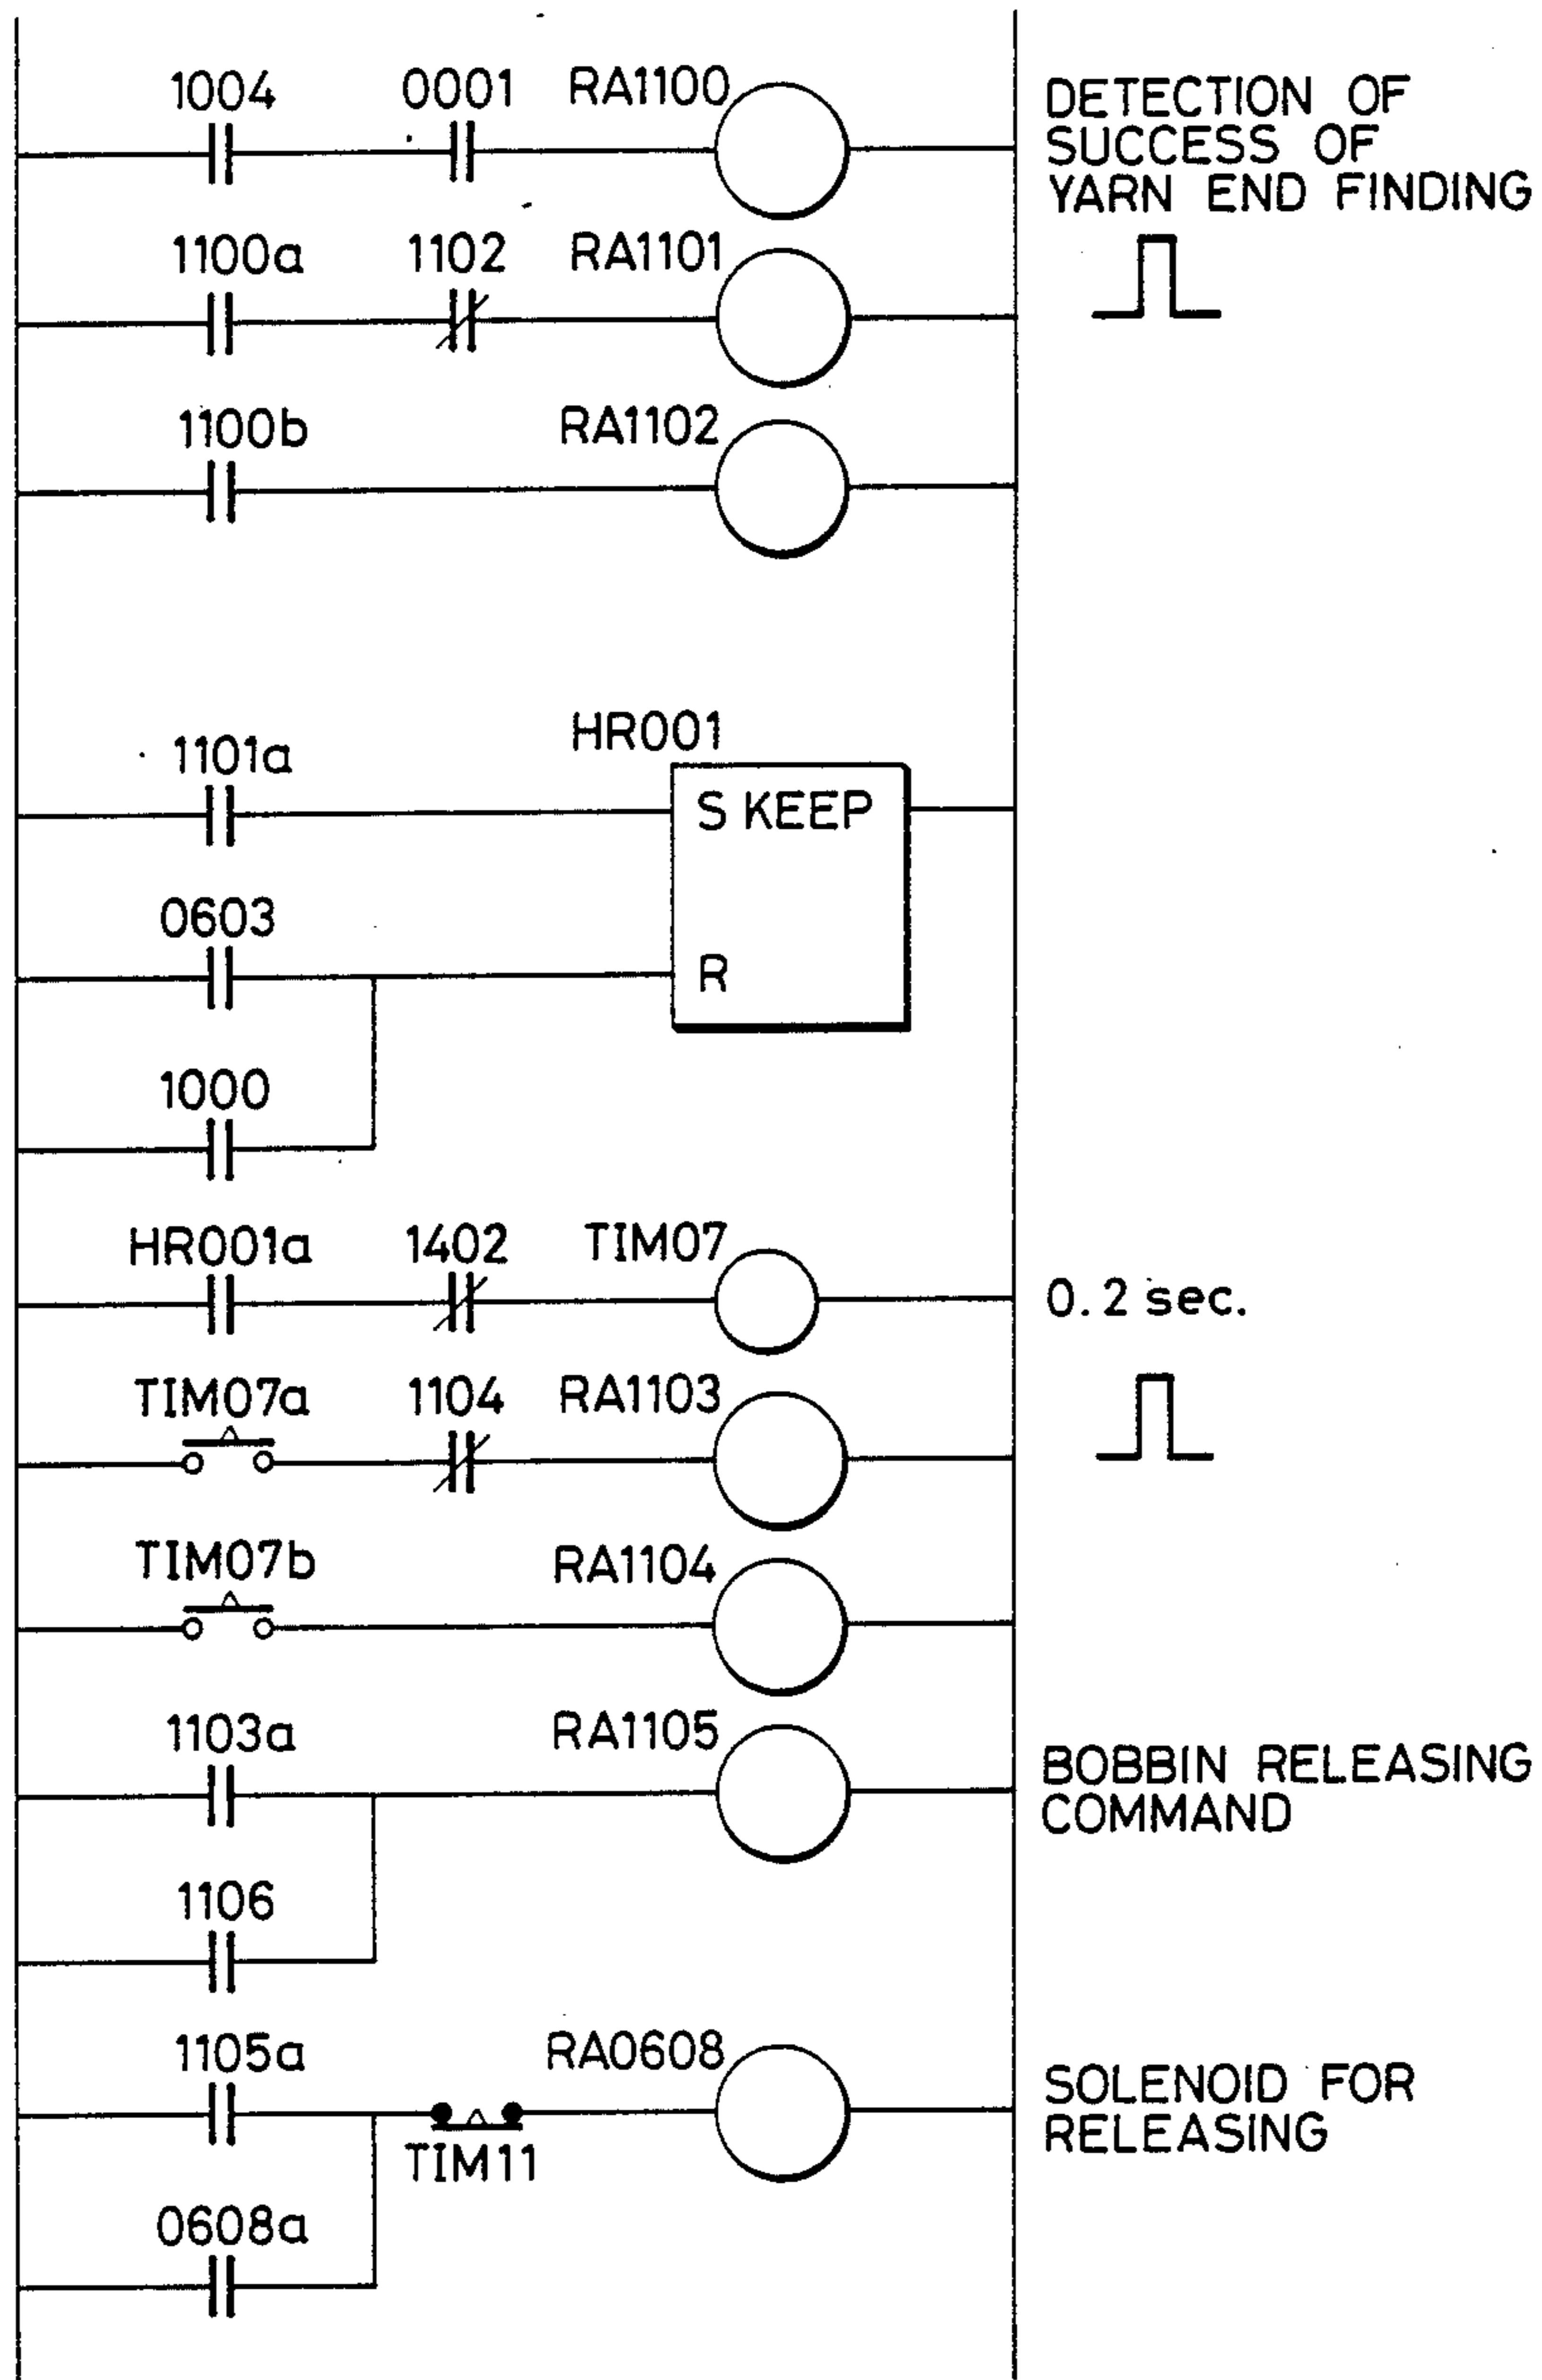 1004 0001 RA1100
DETECTION OF
SUCCESS OF
YARN END FINDING
1100a 1102 RA1101
1100b RA1102
HR001
1101a
S KEEP
0603
R
1000
HR001a 1402 TIM07
0.2 sec.
TIM07a 1104 RA1103
TIM07b RA1104
1103a RA1105
BOBBIN RELEASING
COMMAND
1106
1105a RA0608
SOLENOID FOR
RELEASING
TIM11
0608a